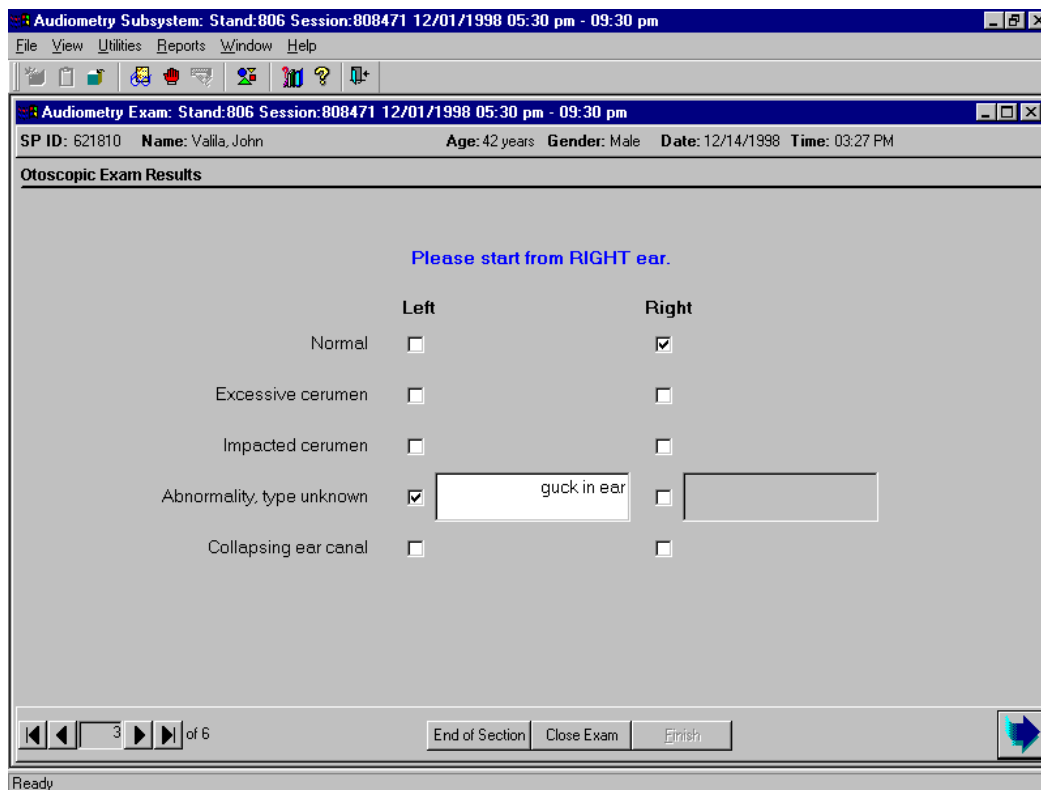 Audiometry Subsystem: Stand:806 Session:808471 12/01/1998 05:30 pm - 09:30 pm
File View Utilities Reports Window Help
Audiometry Exam: Stand:806 Session:808471 12/01/1998 05:30 pm - 09:30 pm
SP ID: 621810 Name: Valila, John Age: 42 years Gender: Male Date: 12/14/1998 Time: 03:27 PM
Otoscopic Exam Results
Please start from RIGHT ear.
Left Right
Normal
Excessive cerumen
Impacted cerumen
Abnormality, type unknown guck in ear
Collapsing ear canal
3 of 6 End of Section Close Exam Finish
Ready